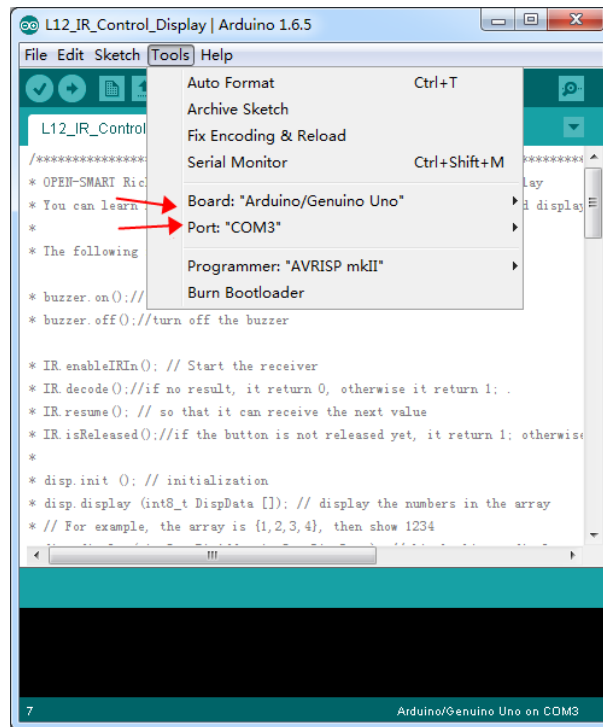 L12_IR_Control_Display | Arduino 1.6.5
File Edit Sketch Tools Help
Auto Format Ctrl+T
Archive Sketch
Fix Encoding & Reload
Serial Monitor Ctrl+Shift+M
Board: "Arduino/Genuino Uno"
Port: "COM3"
Programmer: "AVRISP mkII"
Burn Bootloader
L12_IR_Control
/***************
* OPEN-SMART Ric lay
* You can learn d display
*
* The following
* buzzer.on();//
* buzzer.off();//turn off the buzzer
* IR.enableIRIn(); // Start the receiver
* IR.decode();//if no result, it return 0, otherwise it return 1; .
* IR.resume(); // so that it can receive the next value
* IR.isReleased();//if the button is not released yet, it return 1; otherwise
*
* disp.init (); // initialization
* disp.display (int8_t DispData []); // display the numbers in the array
* // For example, the array is {1,2,3,4}, then show 1234
7 Arduino/Genuino Uno on COM3